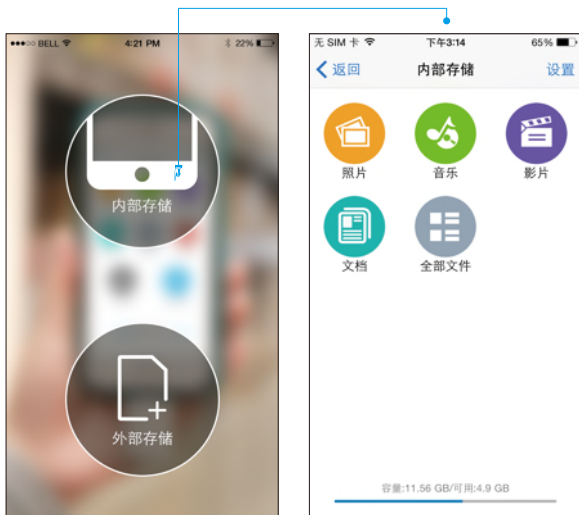 BELL 4:21 PM 22%
内部存储
外部存储
无 SIM 卡 下午3:14 65%
返回 内部存储 设置
照片 音乐 影片
文档 全部文件
容量:11.56 GB/可用:4.9 GB